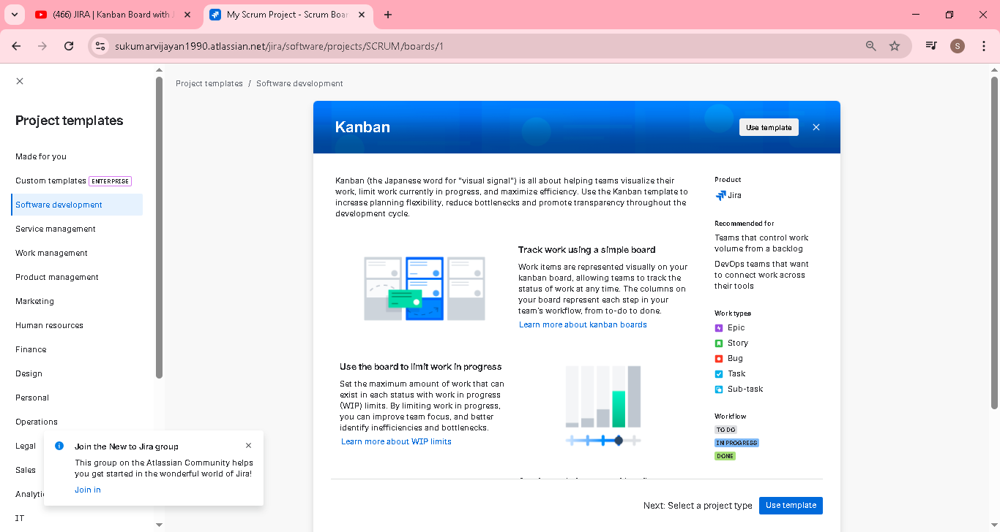 (466) JIRA | Kanban Board with J
My Scrum Project - Scrum Boar
sukumarvijayan1990.atlassian.net/jira/software/projects/SCRUM/boards/1
S
Project templates
Made for you
Custom templates ENTERPRISE
Software development
Service management
Work management
Product management
Marketing
Human resources
Finance
Design
Personal
Operations
Legal
Sales
Analytic
IT
Join the New to Jira group
This group on the Atlassian Community helps
you get started in the wonderful world of Jira!
Join in
Project templates / Software development
Kanban
Use template
Kanban (the Japanese word for "visual signal") is all about helping teams visualize their
work, limit work currently in progress, and maximize efficiency. Use the Kanban template to
increase planning flexibility, reduce bottlenecks and promote transparency throughout the
development cycle.
Track work using a simple board
Work items are represented visually on your
kanban board, allowing teams to track the
status of work at any time. The columns on
your board represent each step in your
team's workflow, from to-do to done.
Learn more about kanban boards
Use the board to limit work in progress
Set the maximum amount of work that can
exist in each status with work in progress
(WIP) limits. By limiting work in progress,
you can improve team focus, and better
identify inefficiencies and bottlenecks.
Learn more about WIP limits
Product
Jira
Recommended for
Teams that control work
volume from a backlog
DevOps teams that want
to connect work across
their tools
Work types
Epic
Story
Bug
Task
Sub-task
Workflow
TO DO
IN PROGRESS
DONE
Next: Select a project type
Use template